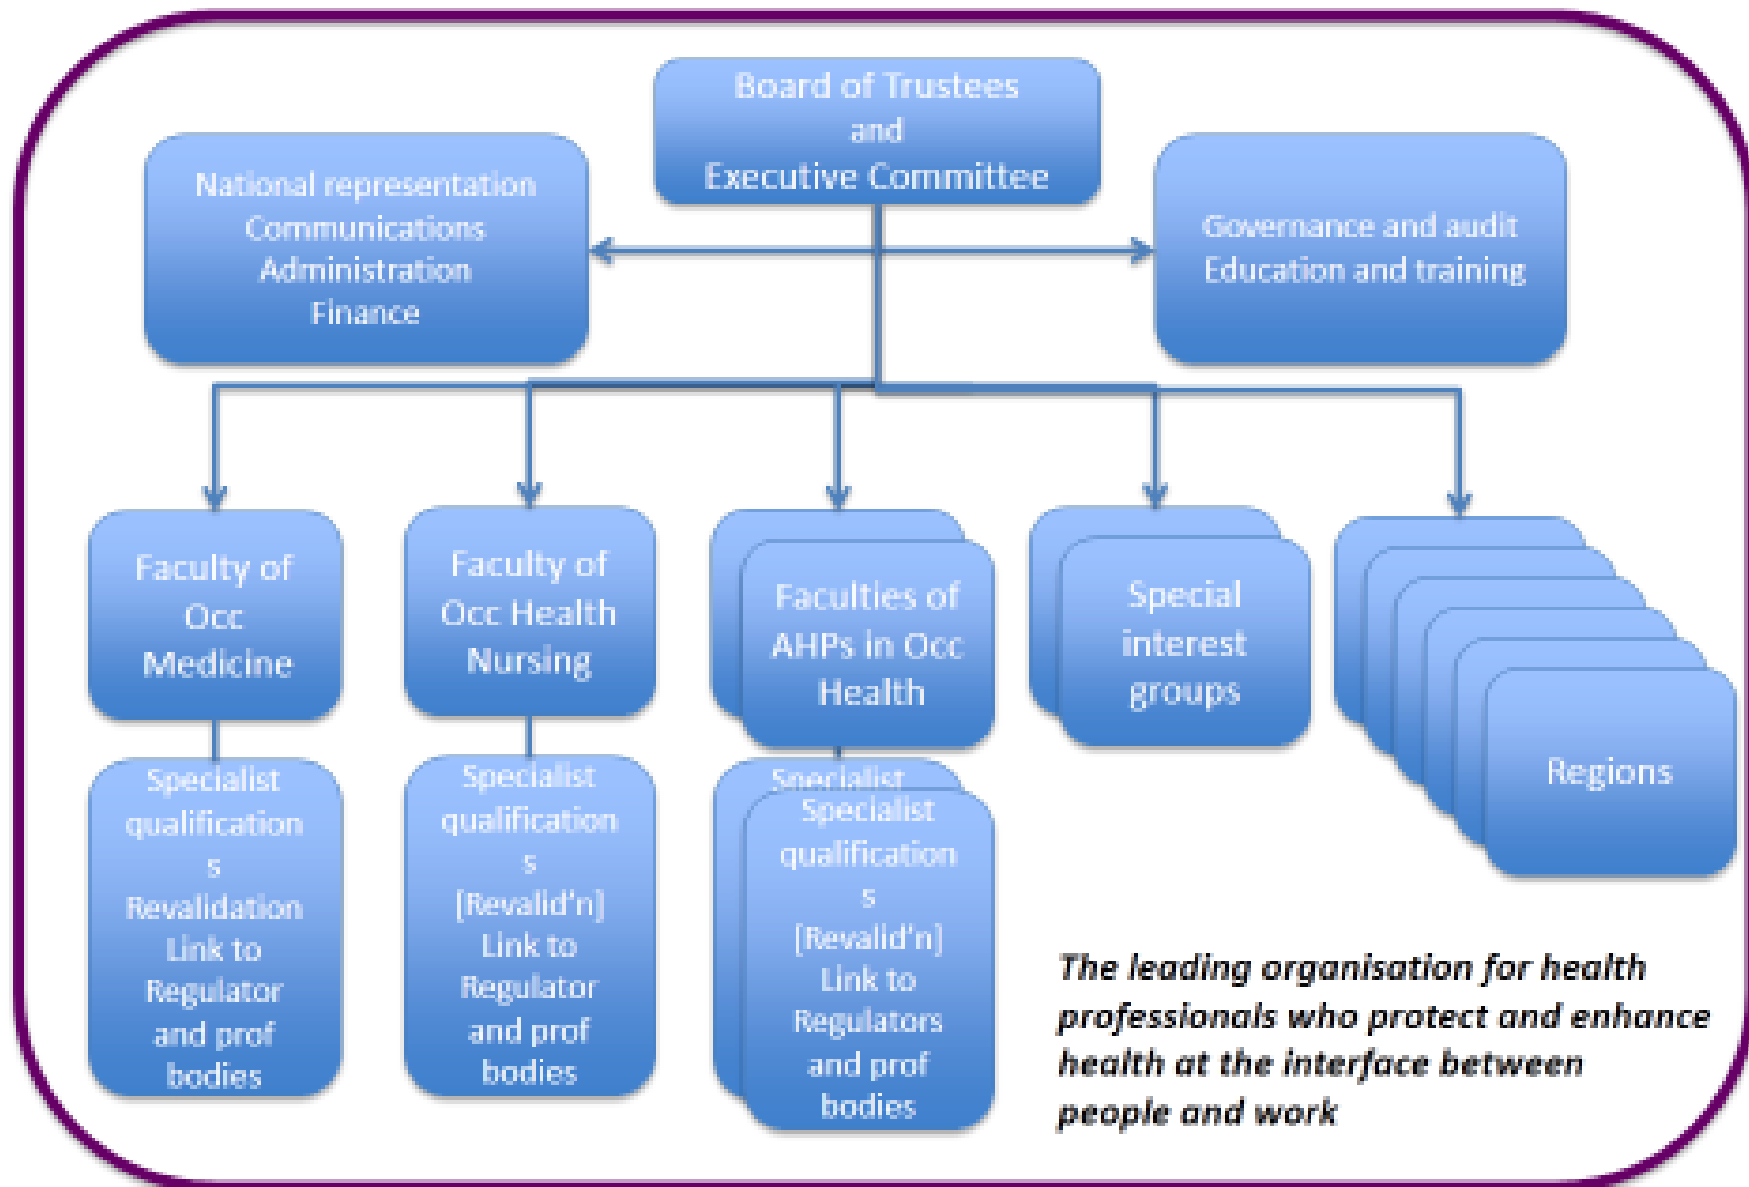 Board of Trustees
and
Executive Committee
National representation
Communications
Administration
Finance
Governance and audit
Education and training
Faculty of
Occ
Medicine
Faculty of
Occ Health
Nursing
Faculties of
AHPs in Occ
Health
Special
interest
groups
Regions
Specialist
qualification
s
Revalidation
Link to
Regulator
and prof
bodies
Specialist
qualification
s
[Revalid'n]
Link to
Regulator
and prof
bodies
Specialist
Specialist
qualification
s
[Revalid'n]
Link to
Regulators
and prof
bodies
The leading organisation for health
professionals who protect and enhance
health at the interface between
people and work